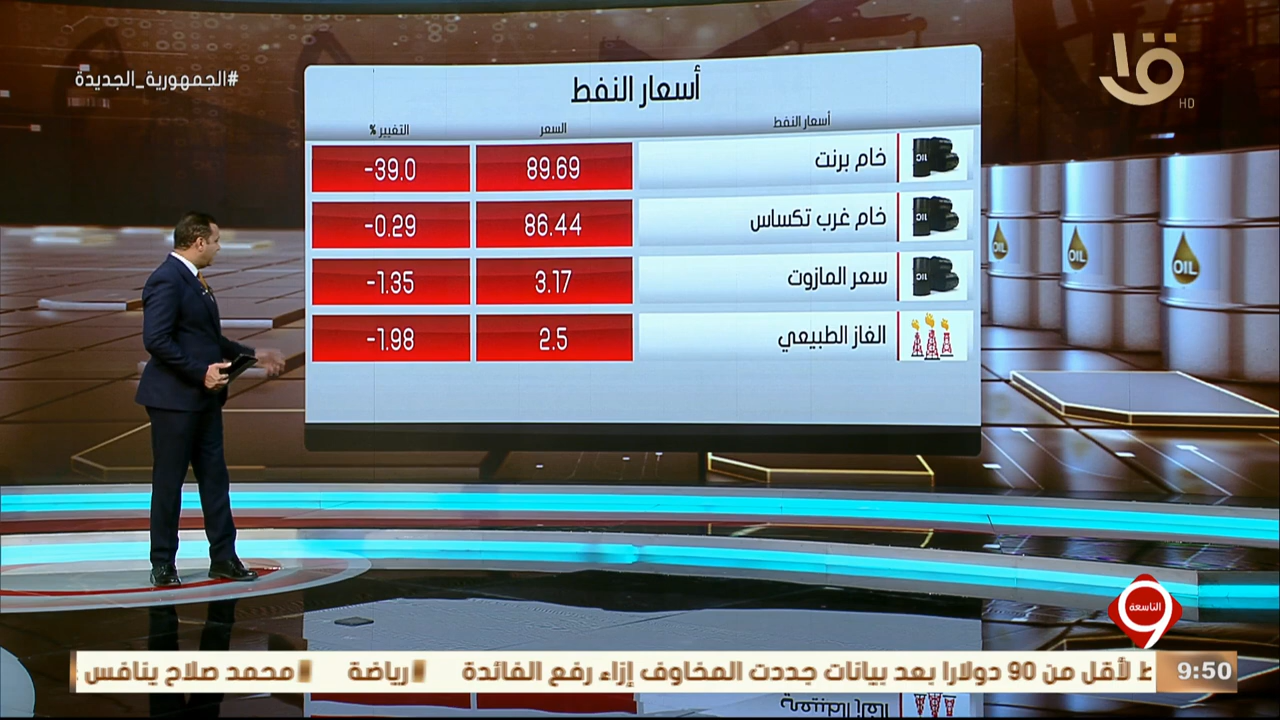 #الجمهورية_الجديدة
HD
أسعار النفط
أسعار النفط السعر التغيير %
خام برنت 89.69 -39.0
خام غرب تكساس 86.44 -0.29
سعر المازوت 3.17 -1.35
الغاز الطبيعي 2.5 -1.98
OIL OIL OIL
التاسعة
9
9:50 ط لأقل من 90 دولارا بعد بيانات جددت المخاوف إزاء رفع الفائدة رياضة محمد صلاح ينافس